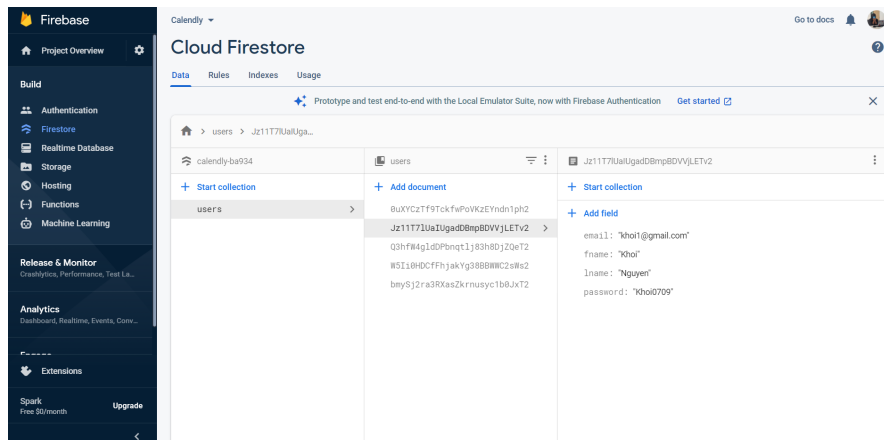 Firebase
Calendly
Go to docs
Project Overview
Cloud Firestore
Data Rules Indexes Usage
Build
Prototype and test end-to-end with the Local Emulator Suite, now with Firebase Authentication Get started
Authentication
Firestore
Realtime Database
Storage
Hosting
Functions
Machine Learning
Release & Monitor
Crashlytics, Performance, Test La...
Analytics
Dashboard, Realtime, Events, Conv...
Extensions
Spark
Free $0/month
Upgrade
> users > Jz11T7lUaIUga...
calendly-ba934
+ Start collection
users >
users
+ Add document
0uXYCzTf9TckfwPoVKzEYndn1ph2
Jz11T7lUaIUgadDBmpBDVVjLETv2 >
Q3hfW4gldDPbnqtlj83h8DjZQeT2
W5Ii0HDCfFhjakYg38BBWWC2sWs2
bmySj2ra3RXasZkrnusyc1b0JxT2
Jz11T7lUaIUgadDBmpBDVVjLETv2
+ Start collection
+ Add field
email: "khoi1@gmail.com"
fname: "Khoi"
lname: "Nguyen"
password: "Khoi0709"